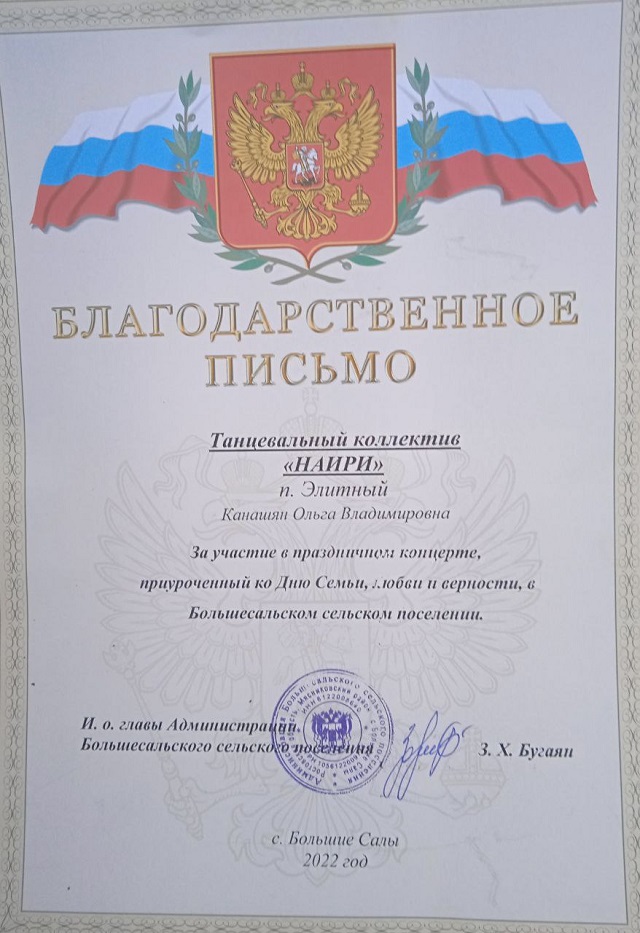 БЛАГОДАРСТВЕННОЕ
ПИСЬМО
Танцевальный коллектив
«НАИРИ»
п. Элитный
Канашян Ольга Владимировна
За участие в праздничном концерте,
приуроченный ко Дню Семьи, любви и верности, в
Большесальском сельском поселении.
И. о. главы Администрации
Большесальского сельского поселения
З. Х. Бугаян
с. Большие Салы
2022 год